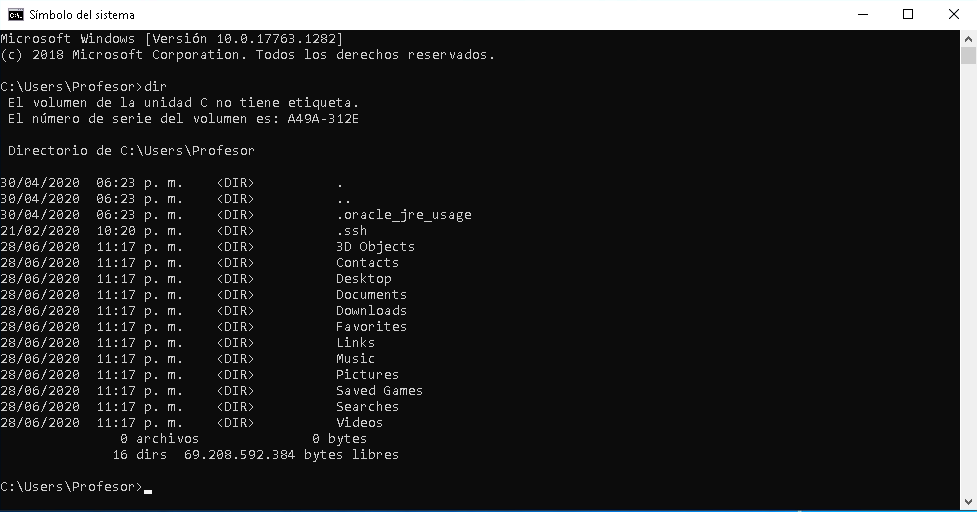 Símbolo del sistema
Microsoft Windows [Versión 10.0.17763.1282]
(c) 2018 Microsoft Corporation. Todos los derechos reservados.
C:\Users\Profesor>dir
El volumen de la unidad C no tiene etiqueta.
El número de serie del volumen es: A49A-312E
Directorio de C:\Users\Profesor
30/04/2020 06:23 p. m. <DIR> .
30/04/2020 06:23 p. m. <DIR> ..
30/04/2020 06:23 p. m. <DIR> .oracle_jre_usage
21/02/2020 10:20 p. m. <DIR> .ssh
28/06/2020 11:17 p. m. <DIR> 3D Objects
28/06/2020 11:17 p. m. <DIR> Contacts
28/06/2020 11:17 p. m. <DIR> Desktop
28/06/2020 11:17 p. m. <DIR> Documents
28/06/2020 11:17 p. m. <DIR> Downloads
28/06/2020 11:17 p. m. <DIR> Favorites
28/06/2020 11:17 p. m. <DIR> Links
28/06/2020 11:17 p. m. <DIR> Music
28/06/2020 11:17 p. m. <DIR> Pictures
28/06/2020 11:17 p. m. <DIR> Saved Games
28/06/2020 11:17 p. m. <DIR> Searches
28/06/2020 11:17 p. m. <DIR> Videos
0 archivos 0 bytes
16 dirs 69.208.592.384 bytes libres
C:\Users\Profesor>